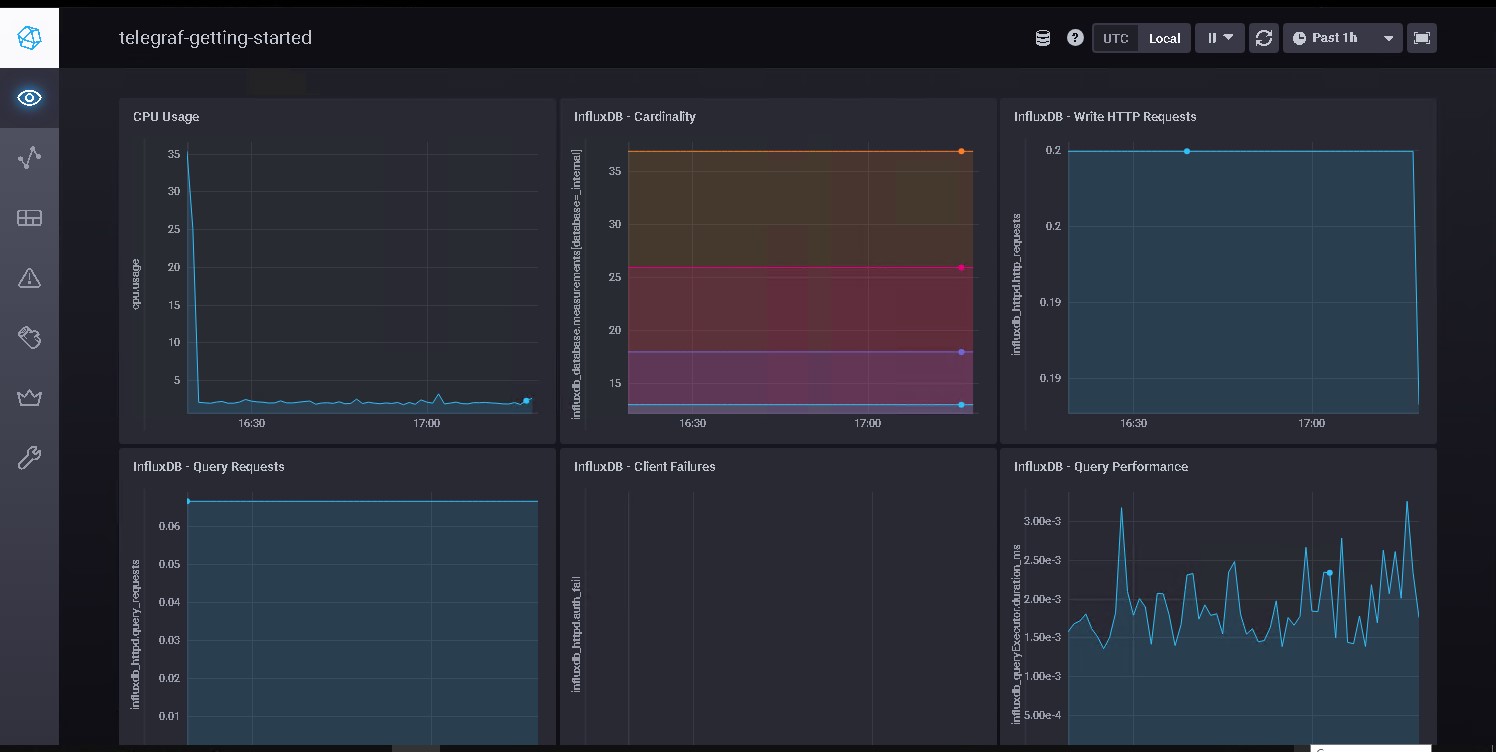 telegraf-getting-started
?
UTC
Local
Past 1h
CPU Usage
cpu.usage
35
30
25
20
15
10
5
16:30
17:00
InfluxDB - Cardinality
influxdb_database.measurements[database=_internal]
35
30
25
20
15
16:30
17:00
InfluxDB - Write HTTP Requests
influxdb_httpd.http_requests
0.2
0.2
0.19
0.19
16:30
17:00
InfluxDB - Query Requests
influxdb_httpd.query_requests
0.06
0.05
0.04
0.03
0.02
0.01
InfluxDB - Client Failures
influxdb_httpd.auth_fail
InfluxDB - Query Performance
influxdb_queryExecutor.duration_ms
3.00e-3
2.50e-3
2.00e-3
1.50e-3
1.00e-3
5.00e-4